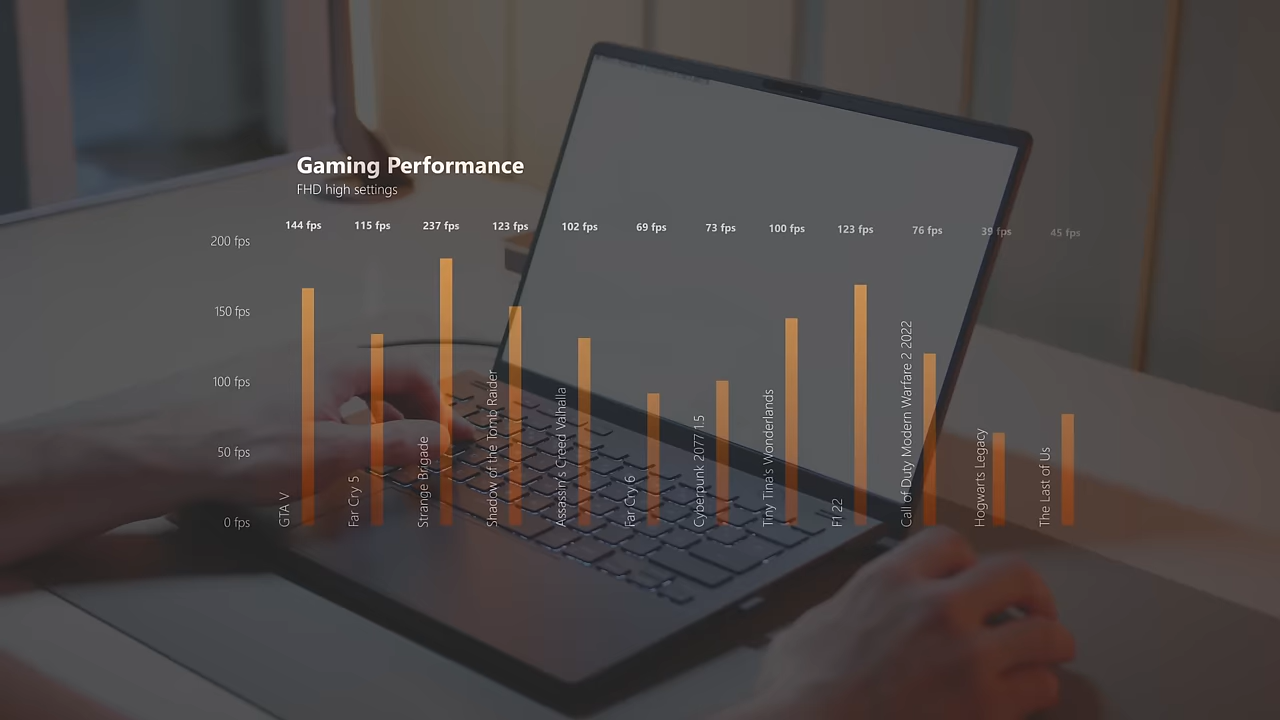 Gaming Performance
FHD high settings
144 fps 115 fps 237 fps 123 fps 102 fps 69 fps 73 fps 100 fps 123 fps 76 fps 39 fps 45 fps
200 fps
150 fps
100 fps
50 fps
0 fps
GTA V
Far Cry 5
Strange Brigade
Shadow of the Tomb Raider
Assassin's Creed Valhalla
Far Cry 6
Cyberpunk 2077 1.5
Tiny Tina's Wonderlands
F1 22
Call of Duty Modern Warfare 2 2022
Hogwarts Legacy
The Last of Us